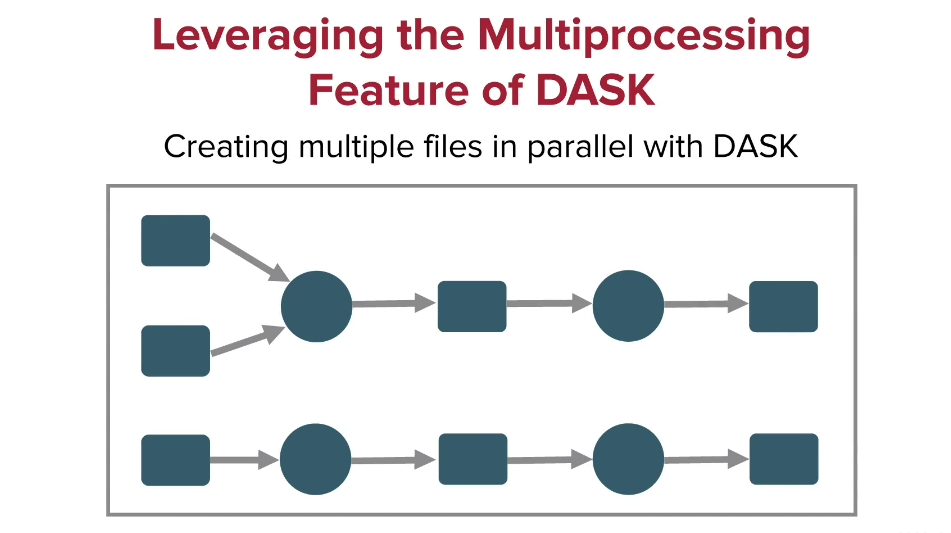 Leveraging the Multiprocessing
Feature of DASK
Creating multiple files in parallel with DASK